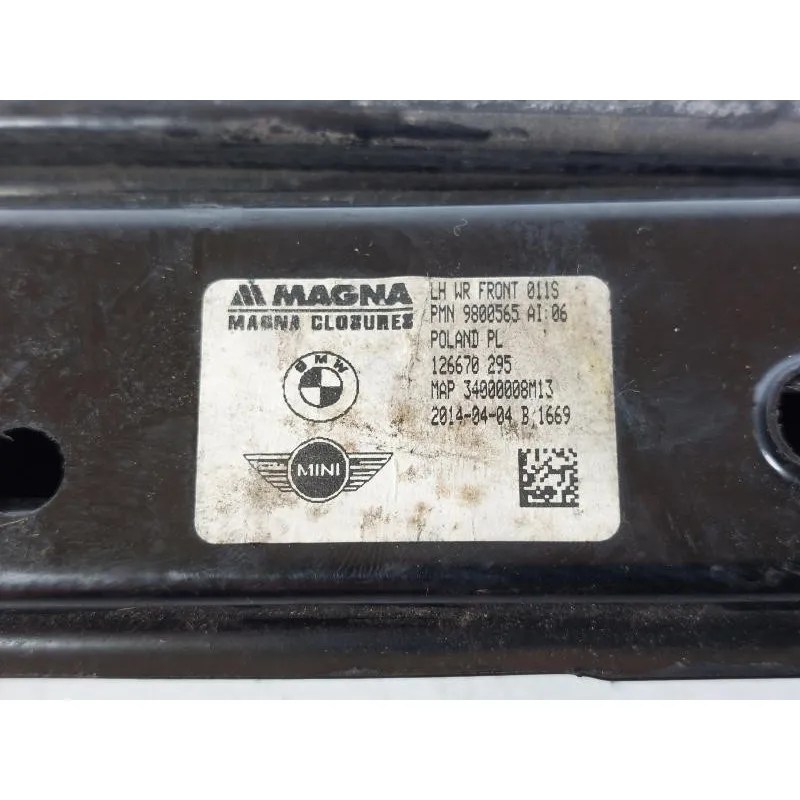 MAGNA
MAGNA CLOSURES
BMW
MINI
LH WR FRONT 011S
PMN 9800565 AI:06
POLAND PL
126670 295
MAP 34000008M13
2014-04-04 B,1669